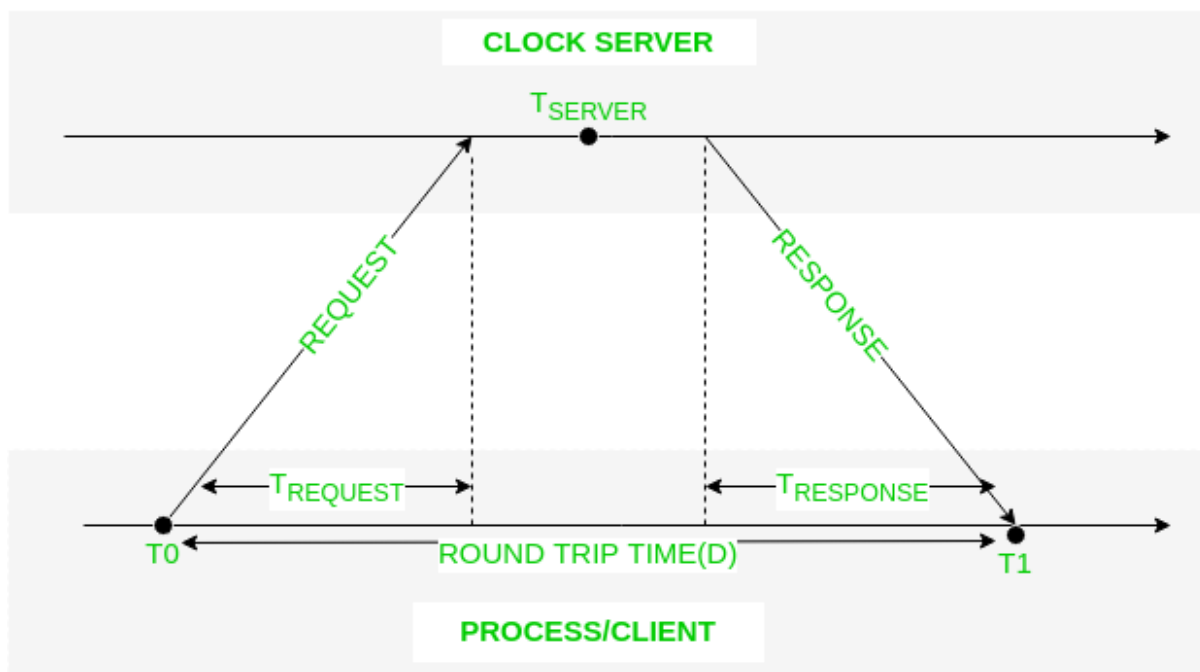 CLOCK SERVER
TSERVER
REQUEST
RESPONSE
TREQUEST
TRESPONSE
T0
ROUND TRIP TIME(D)
T1
PROCESS/CLIENT